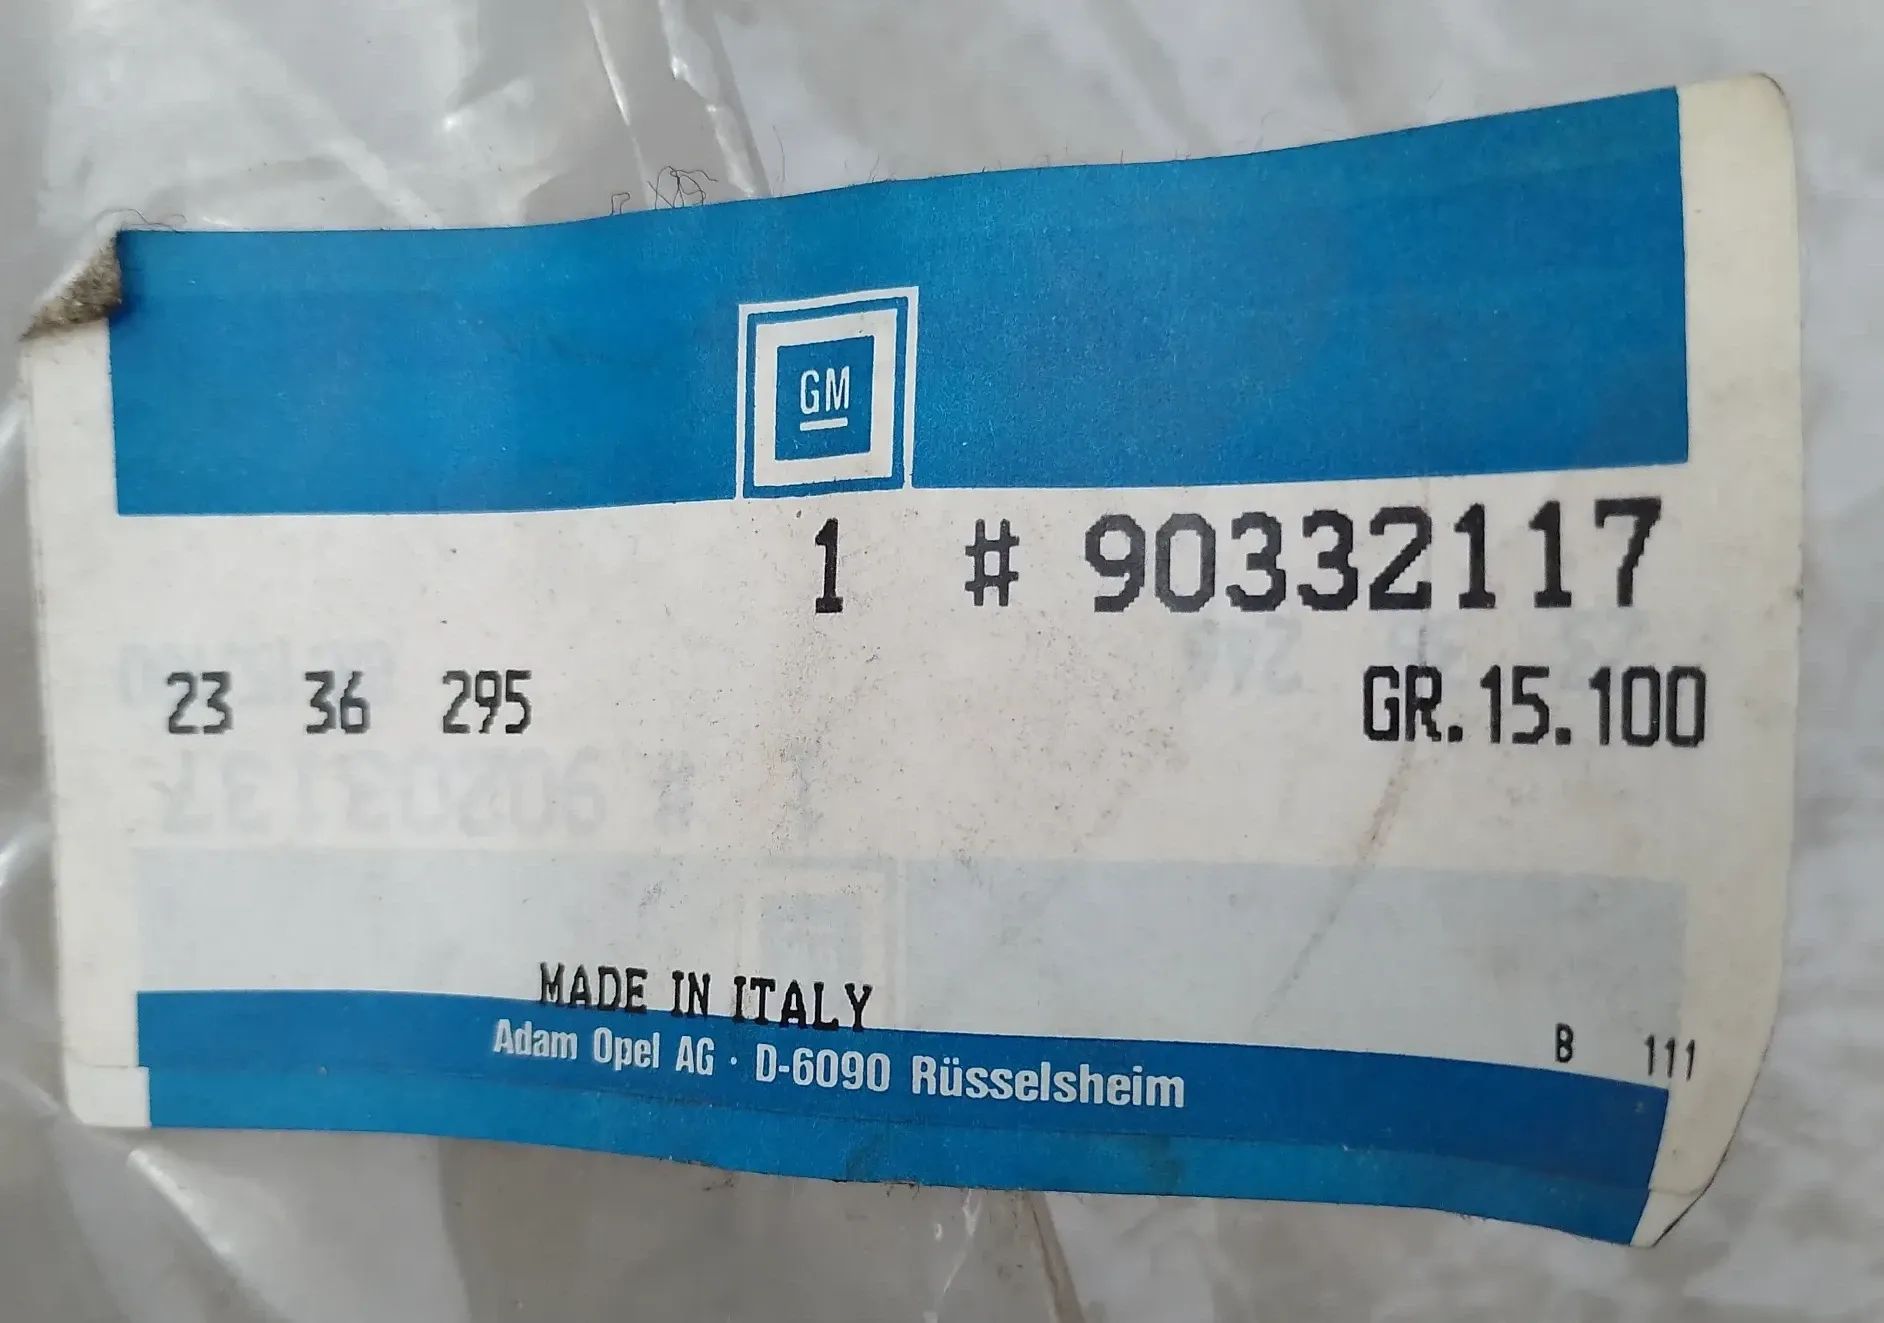 GM
1 # 90332117
23 36 295 GR.15.100
MADE IN ITALY
Adam Opel AG · D-6090 Rüsselsheim
B 111